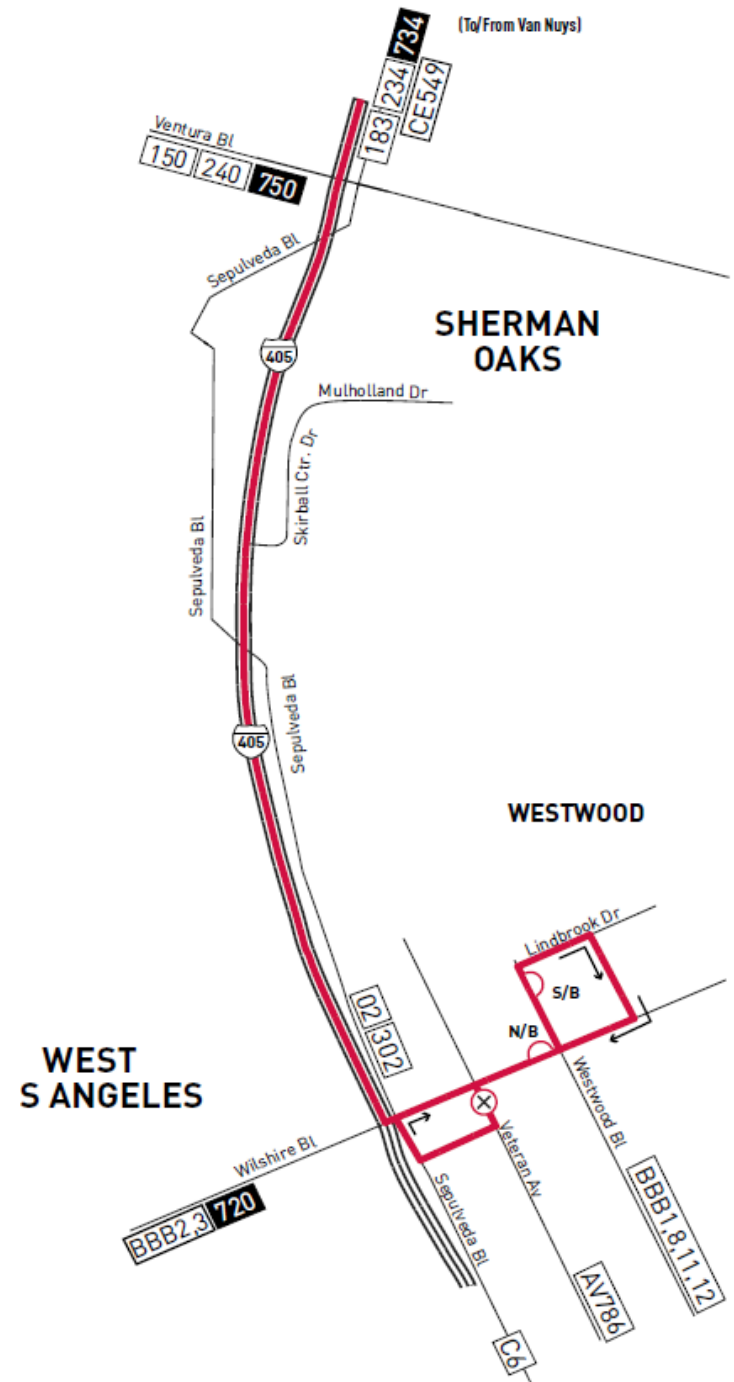 (To/From Van Nuys)
734
183 234
CE549
Ventura Bl
150 240 750
Sepulveda Bl
SHERMAN
OAKS
405
Mulholland Dr
Skirball Ctr. Dr
Sepulveda Bl
Sepulveda Bl
405
WESTWOOD
Lindbrook Dr
S/B
N/B
02 302
WEST
S ANGELES
Wilshire Bl
BBB2,3 720
Westwood Bl
Veteran Av
Sepulveda Bl
BBB1,8,11,12
AV786
C6